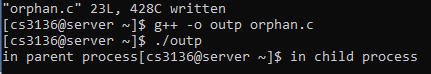 "orphan.c" 23L, 428C written
[cs3136@server ~]$ g++ -o outp orphan.c
[cs3136@server ~]$ ./outp
in parent process[cs3136@server ~]$ in child process